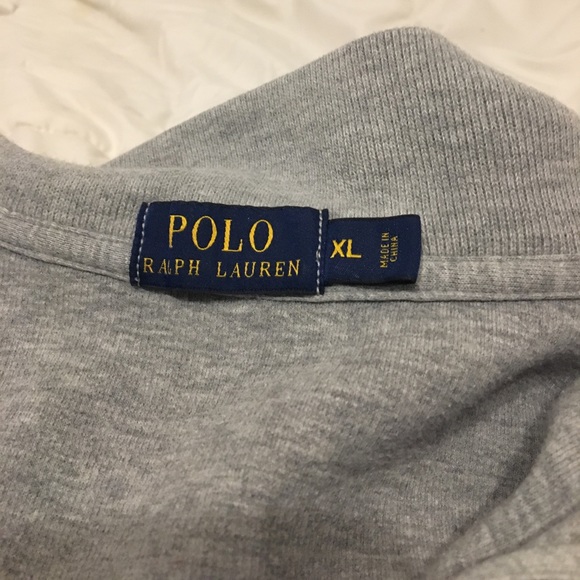 POLO
RALPH LAUREN
XL
MADE IN
CHINA